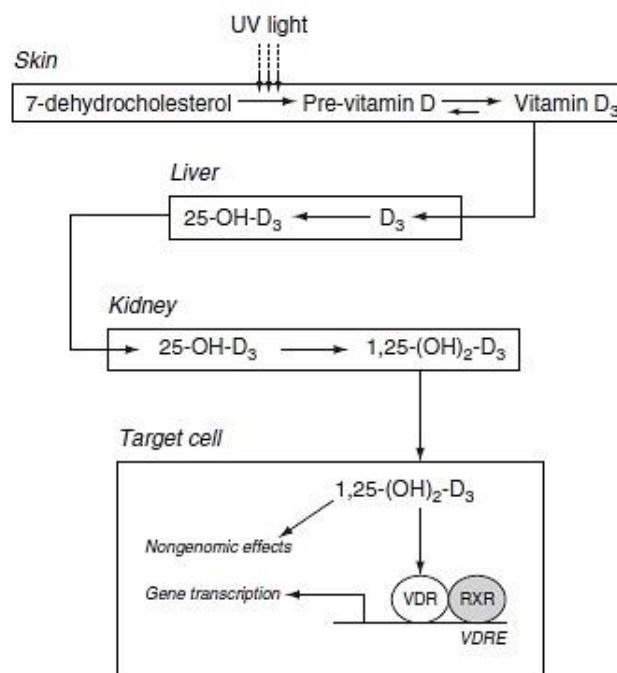 UV light
Skin
7-dehydrocholesterol Pre-vitamin D Vitamin D₃
Liver
25-OH-D₃ D₃
Kidney
25-OH-D₃ 1,25-(OH)₂-D₃
Target cell
1,25-(OH)₂-D₃
Nongenomic effects
Gene transcription VDR RXR
VDRE